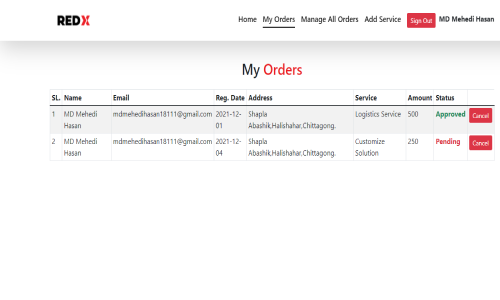 REDX Home My Orders Manage All Orders Add Service Sign Out MD Mehedi Hasan
My Orders
SL. Name Email Reg. Date Address Service Amount Status
1 MD Mehedi mdmehedihasan18111@gmail.com 2021-12- Shapla Logistics Service 500 Approved Cancel
Hasan 01 Abashik,Halishahar,Chittagong.
2 MD Mehedi mdmehedihasan18111@gmail.com 2021-12- Shapla Customize 250 Pending Cancel
Hasan 04 Abashik,Halishahar,Chittagong. Solution